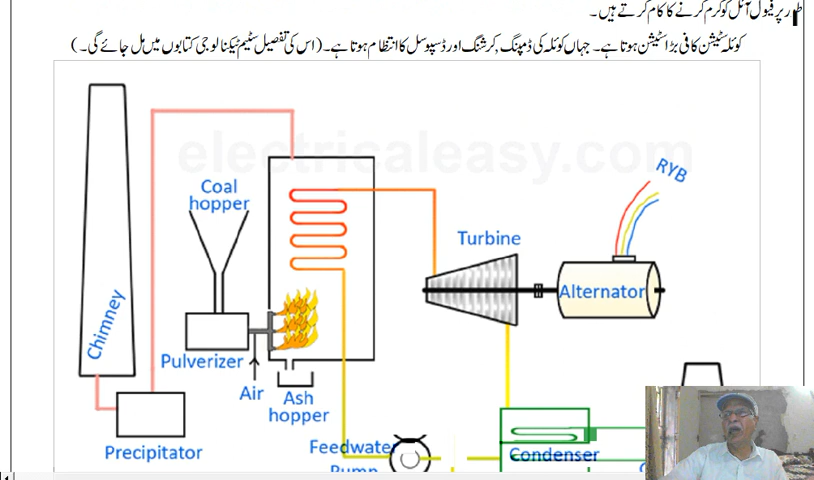 طور پر فیول آئل کو گرم کرنے کا کام کرتے ہیں۔
کوئلہ سٹیشن کافی بڑا سٹیشن ہوتا ہے۔ جہاں کوئلہ کی ڈمپنگ, کرشنگ اور ڈسپوسل کا انتظام ہوتا ہے۔ (اس کی تفصیل سٹیم ٹیکنالوجی کتابوں میں مل جائے گی۔)
electricaleasy.com
RYB
Coal
hopper
Turbine
Alternator
Chimney
Pulverizer
Air
Ash
hopper
Precipitator
Feedwater
Pump
Condenser